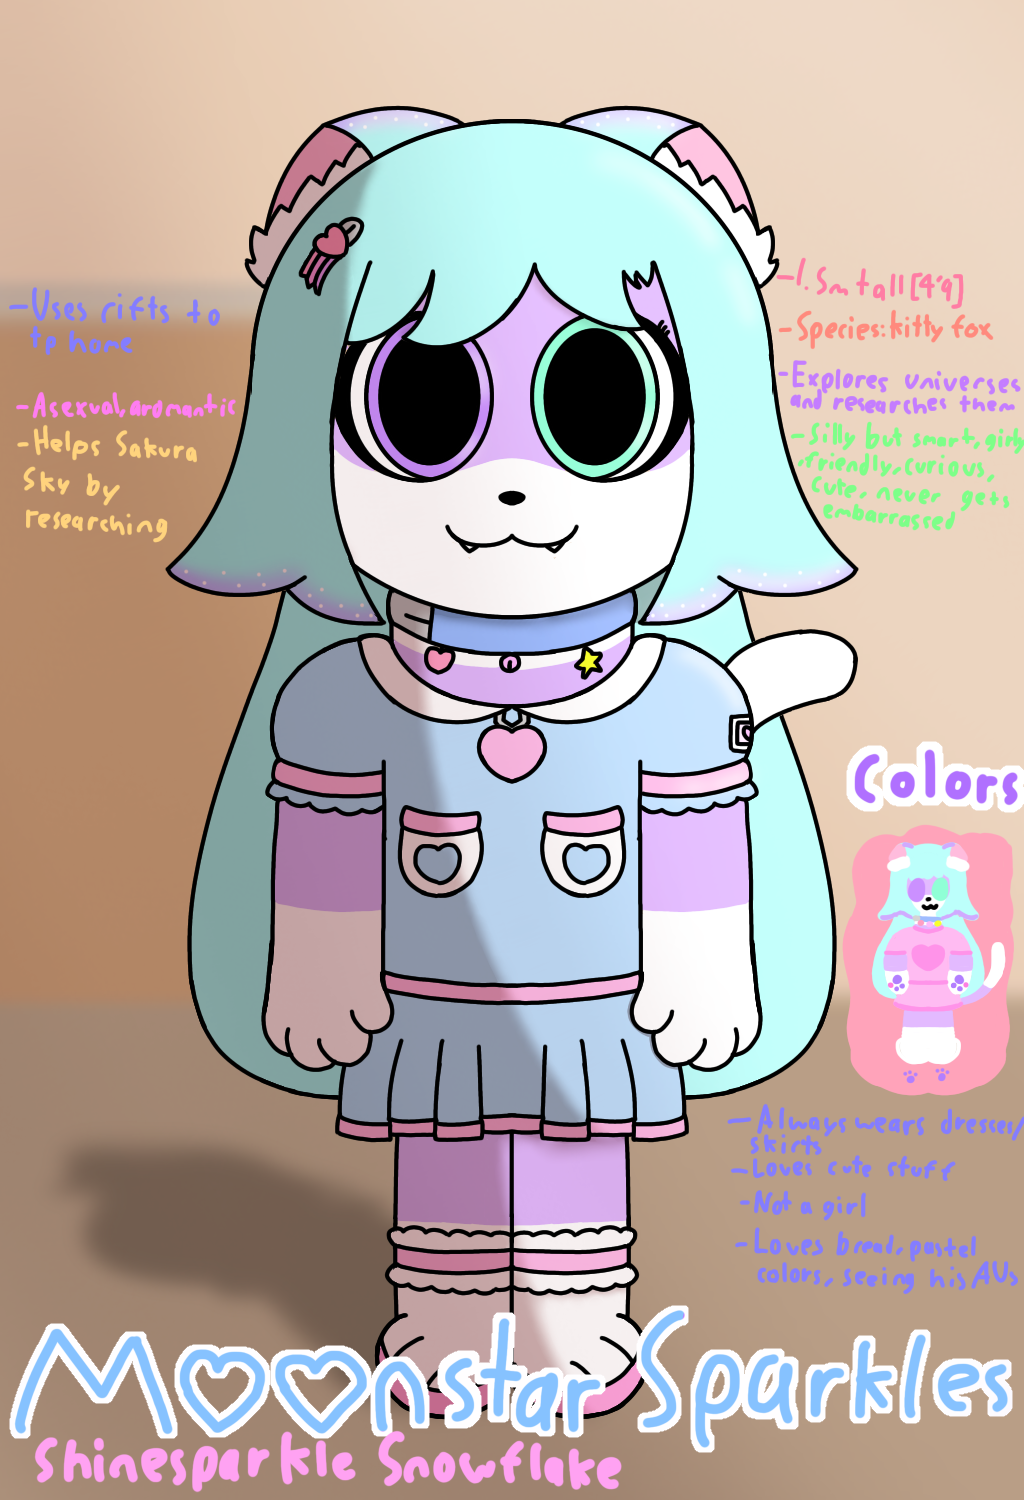 -Uses rifts to
tp home
-Asexual, aromantic
-Helps Sakura
Sky by
researching
-1.5m tall [4'9]
-Species: kitty fox
-Explores universes
and researches them
-Silly but smart, girly
,friendly, curious,
cute, never gets
embarrassed
Colors
-Always wears dresses/
skirts
-Loves cute stuff
-Not a girl
-Loves bread, pastel
colors, seeing his AUs
Moonstar Sparkles
Shinesparkle Snowflake